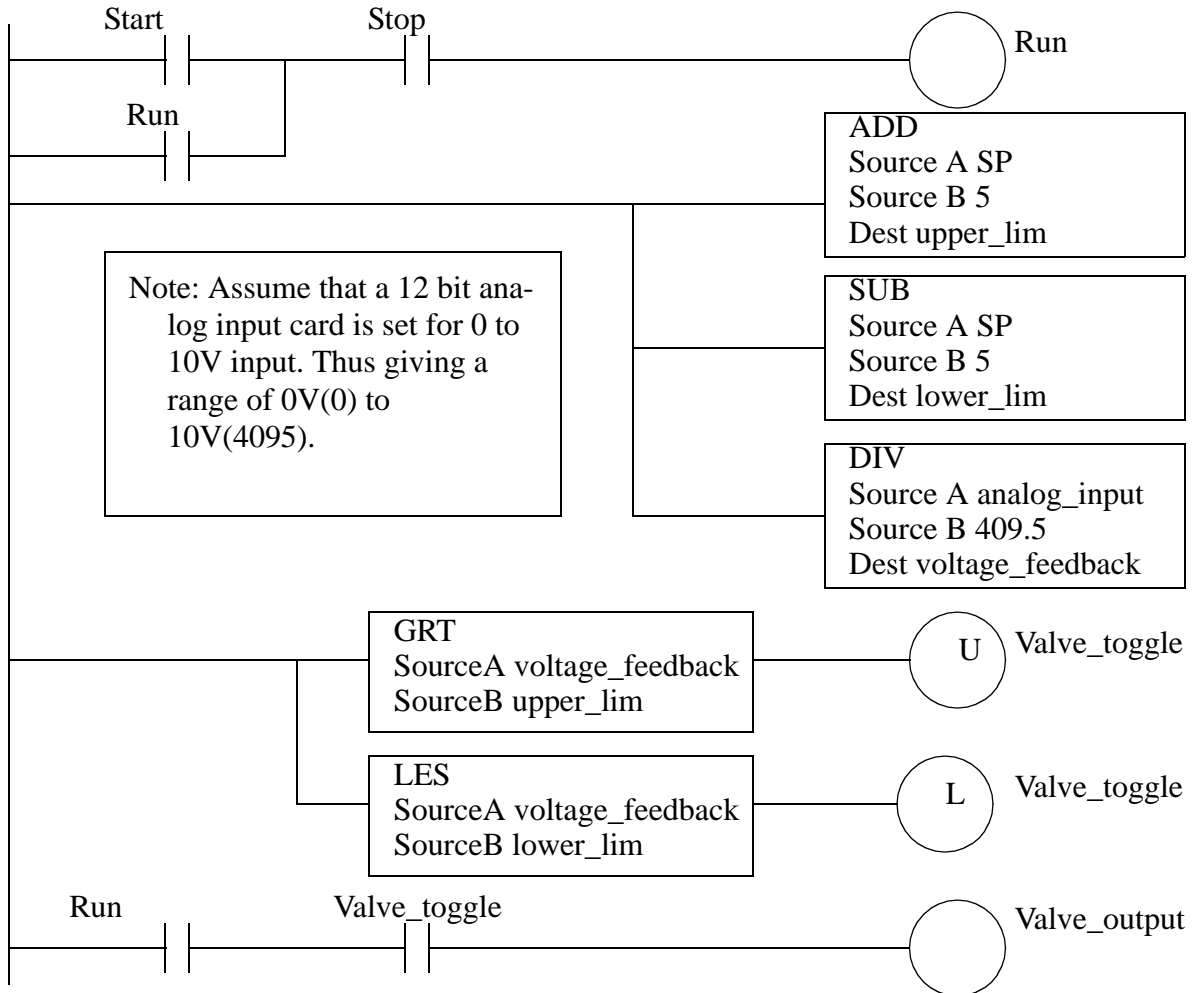 Start
Stop
Run
Run
ADD
Source A SP
Source B 5
Dest upper_lim
Note: Assume that a 12 bit ana-
log input card is set for 0 to
10V input. Thus giving a
range of 0V(0) to
10V(4095).
SUB
Source A SP
Source B 5
Dest lower_lim
DIV
Source A analog_input
Source B 409.5
Dest voltage_feedback
GRT
SourceA voltage_feedback
SourceB upper_lim
U
Valve_toggle
LES
SourceA voltage_feedback
SourceB lower_lim
L
Valve_toggle
Run
Valve_toggle
Valve_output